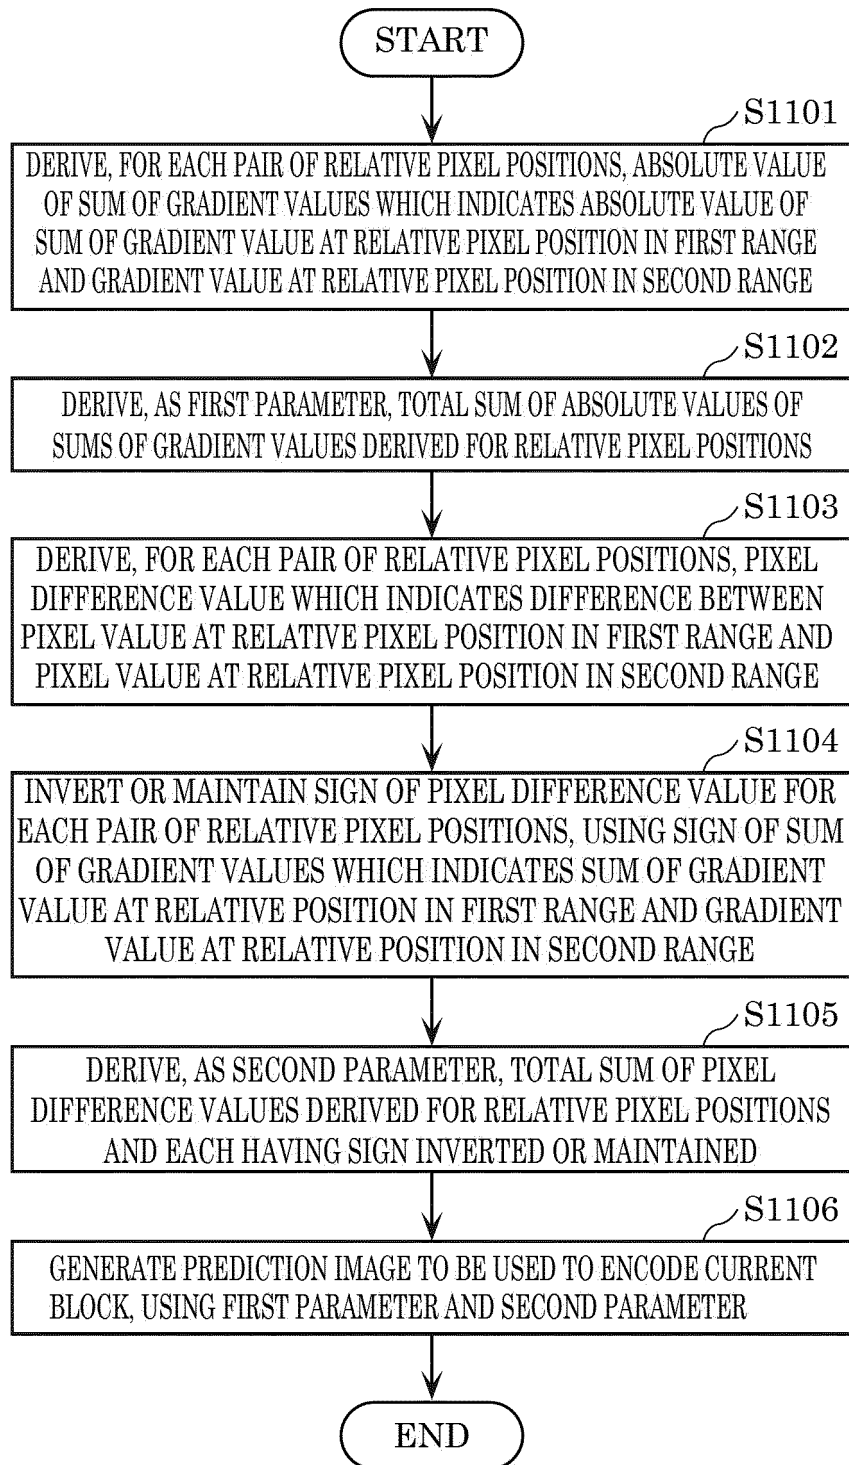 START
S1101
DERIVE, FOR EACH PAIR OF RELATIVE PIXEL POSITIONS, ABSOLUTE VALUE
OF SUM OF GRADIENT VALUES WHICH INDICATES ABSOLUTE VALUE OF
SUM OF GRADIENT VALUE AT RELATIVE PIXEL POSITION IN FIRST RANGE
AND GRADIENT VALUE AT RELATIVE PIXEL POSITION IN SECOND RANGE
S1102
DERIVE, AS FIRST PARAMETER, TOTAL SUM OF ABSOLUTE VALUES OF
SUMS OF GRADIENT VALUES DERIVED FOR RELATIVE PIXEL POSITIONS
S1103
DERIVE, FOR EACH PAIR OF RELATIVE PIXEL POSITIONS, PIXEL
DIFFERENCE VALUE WHICH INDICATES DIFFERENCE BETWEEN
PIXEL VALUE AT RELATIVE PIXEL POSITION IN FIRST RANGE AND
PIXEL VALUE AT RELATIVE PIXEL POSITION IN SECOND RANGE
S1104
INVERT OR MAINTAIN SIGN OF PIXEL DIFFERENCE VALUE FOR
EACH PAIR OF RELATIVE PIXEL POSITIONS, USING SIGN OF SUM
OF GRADIENT VALUES WHICH INDICATES SUM OF GRADIENT
VALUE AT RELATIVE POSITION IN FIRST RANGE AND GRADIENT
VALUE AT RELATIVE POSITION IN SECOND RANGE
S1105
DERIVE, AS SECOND PARAMETER, TOTAL SUM OF PIXEL
DIFFERENCE VALUES DERIVED FOR RELATIVE PIXEL POSITIONS
AND EACH HAVING SIGN INVERTED OR MAINTAINED
S1106
GENERATE PREDICTION IMAGE TO BE USED TO ENCODE CURRENT
BLOCK, USING FIRST PARAMETER AND SECOND PARAMETER
END